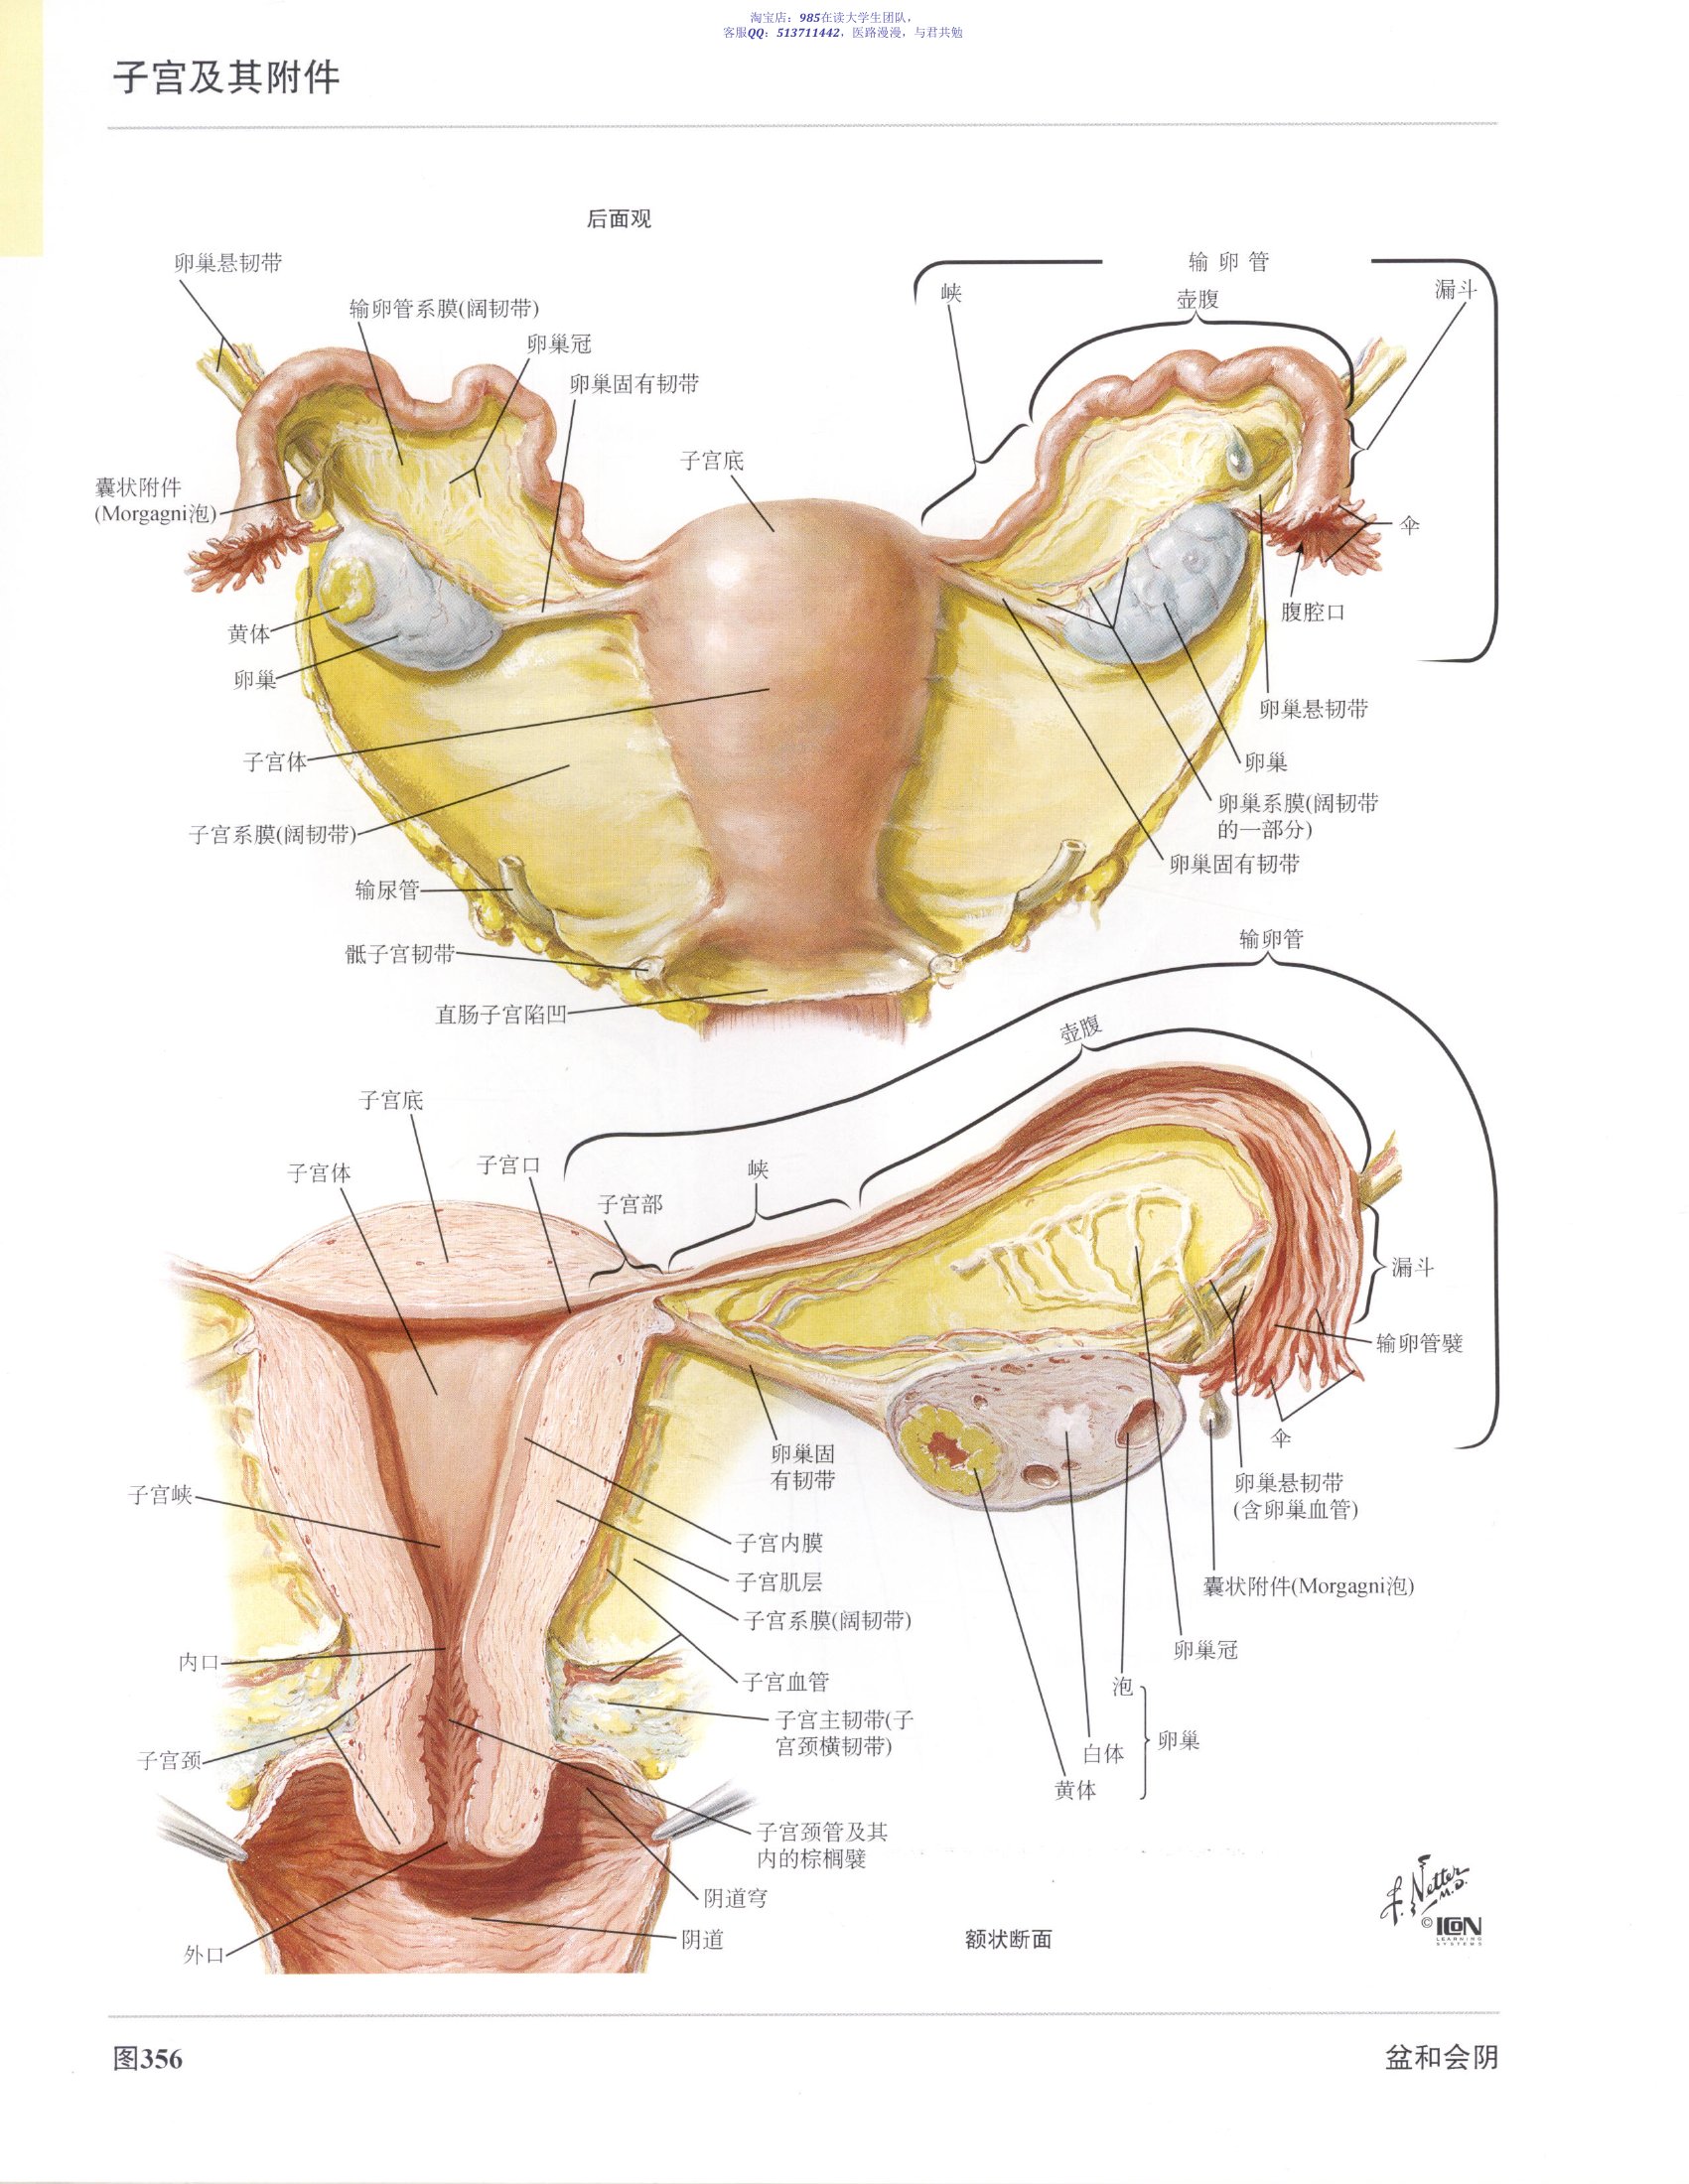 淘宝店：985在读大学生团队，
客服QQ：513711442，医路漫漫，与君共勉
子宫及其附件
后面观
卵巢悬韧带
输卵管系膜(阔韧带)
卵巢冠
卵巢固有韧带
子宫底
输 卵 管
峡
壶腹
漏斗
囊状附件
(Morgagni泡)
伞
腹腔口
黄体
卵巢
子宫体
子宫系膜(阔韧带)
输尿管
骶子宫韧带
直肠子宫陷凹
卵巢悬韧带
卵巢
卵巢系膜(阔韧带
的一部分)
卵巢固有韧带
输卵管
壶腹
子宫底
子宫体
子宫口
子宫部
峡
漏斗
输卵管襞
伞
卵巢固
有韧带
卵巢悬韧带
(含卵巢血管)
子宫峡
子宫内膜
子宫肌层
子宫系膜(阔韧带)
囊状附件(Morgagni泡)
卵巢冠
内口
子宫血管
泡
子宫主韧带(子
宫颈横韧带)
卵巢
白体
黄体
子宫颈
子宫颈管及其
内的棕榈襞
阴道穹
阴道
外口
额状断面
F. Netter
M.D.
© ICON
LEARNING
SYSTEMS
图356
盆和会阴